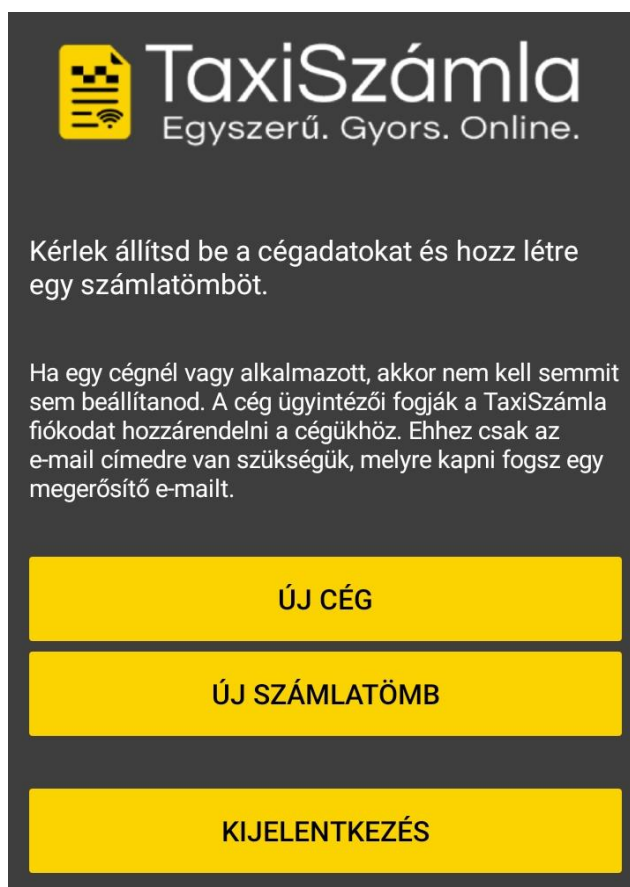 TaxiSzámla
Egyszerű. Gyors. Online.
Kérlek állítsd be a cégadatokat és hozz létre
egy számlatömböt.
Ha egy cégnél vagy alkalmazott, akkor nem kell semmit
sem beállítanod. A cég ügyintézői fogják a TaxiSzámla
fiókodat hozzárendelni a cégükhöz. Ehhez csak az
e-mail címedre van szükségük, melyre kapni fogsz egy
megerősítő e-mailt.
ÚJ CÉG
ÚJ SZÁMLATÖMB
KIJELENTKEZÉS